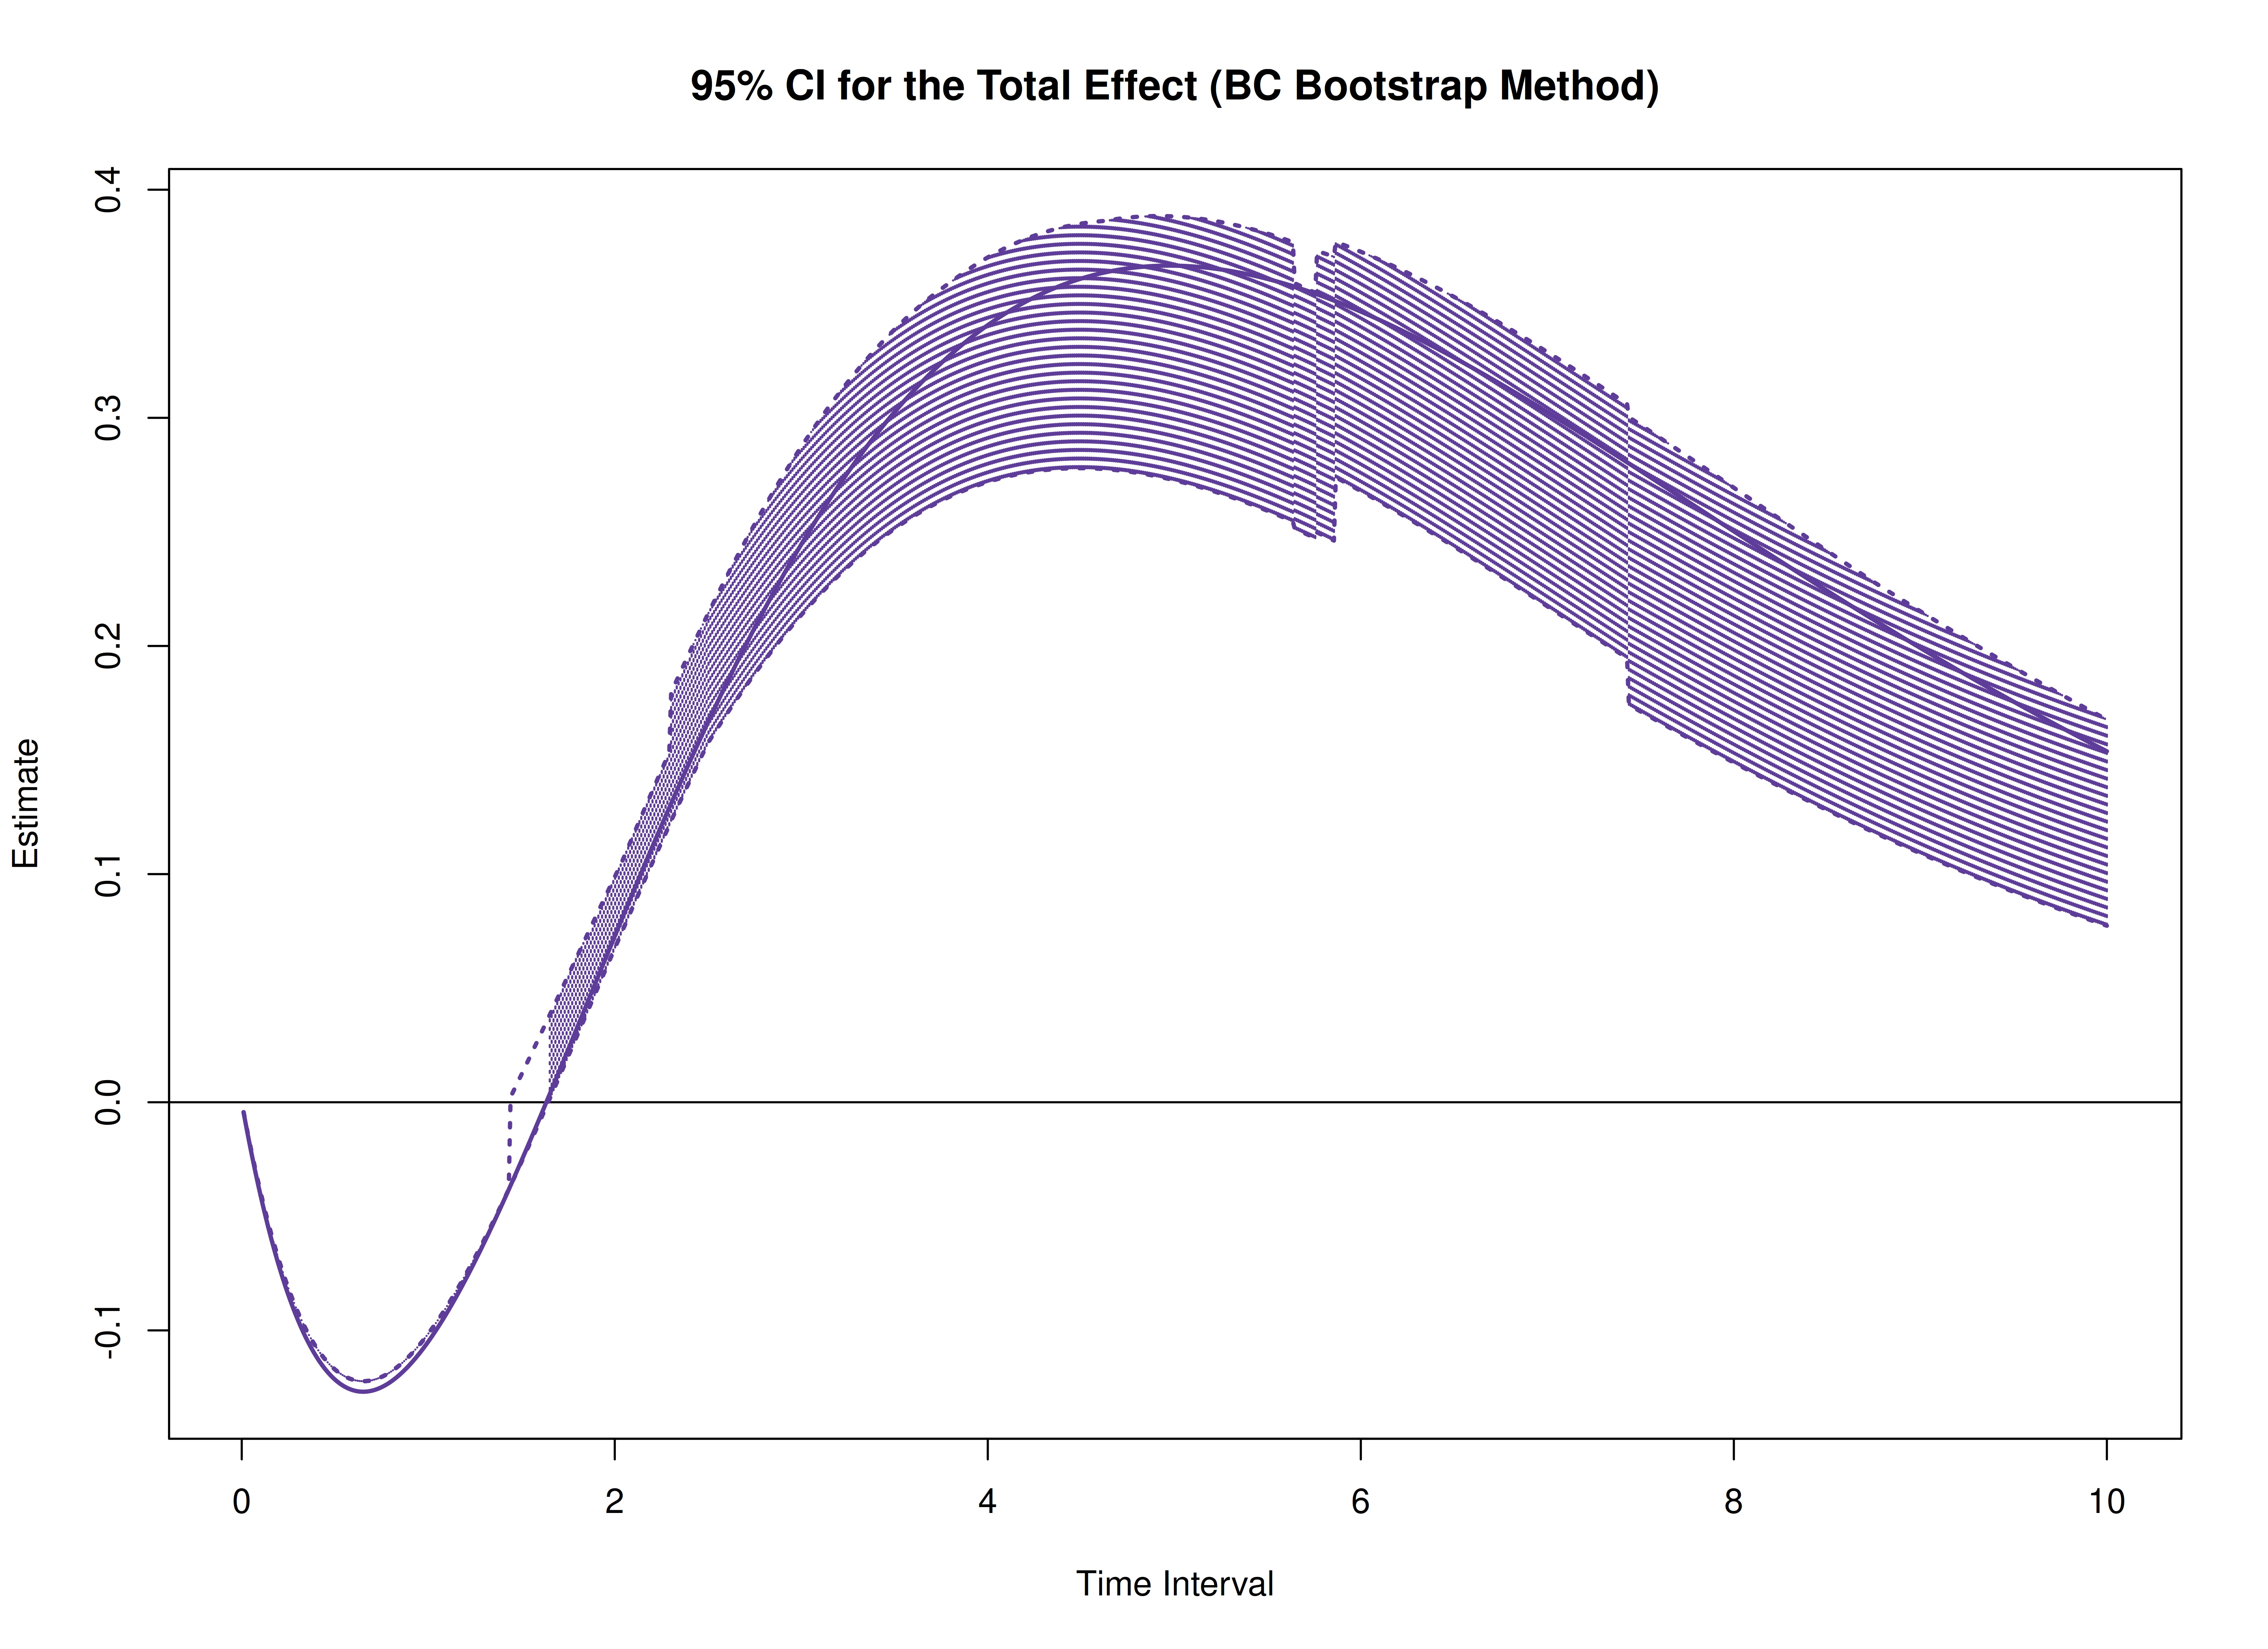 95% CI for the Total Effect (BC Bootstrap Method)
0.4
0.3
0.2
0.1
0.0
-0.1
Estimate
0 2 4 6 8 10
Time Interval